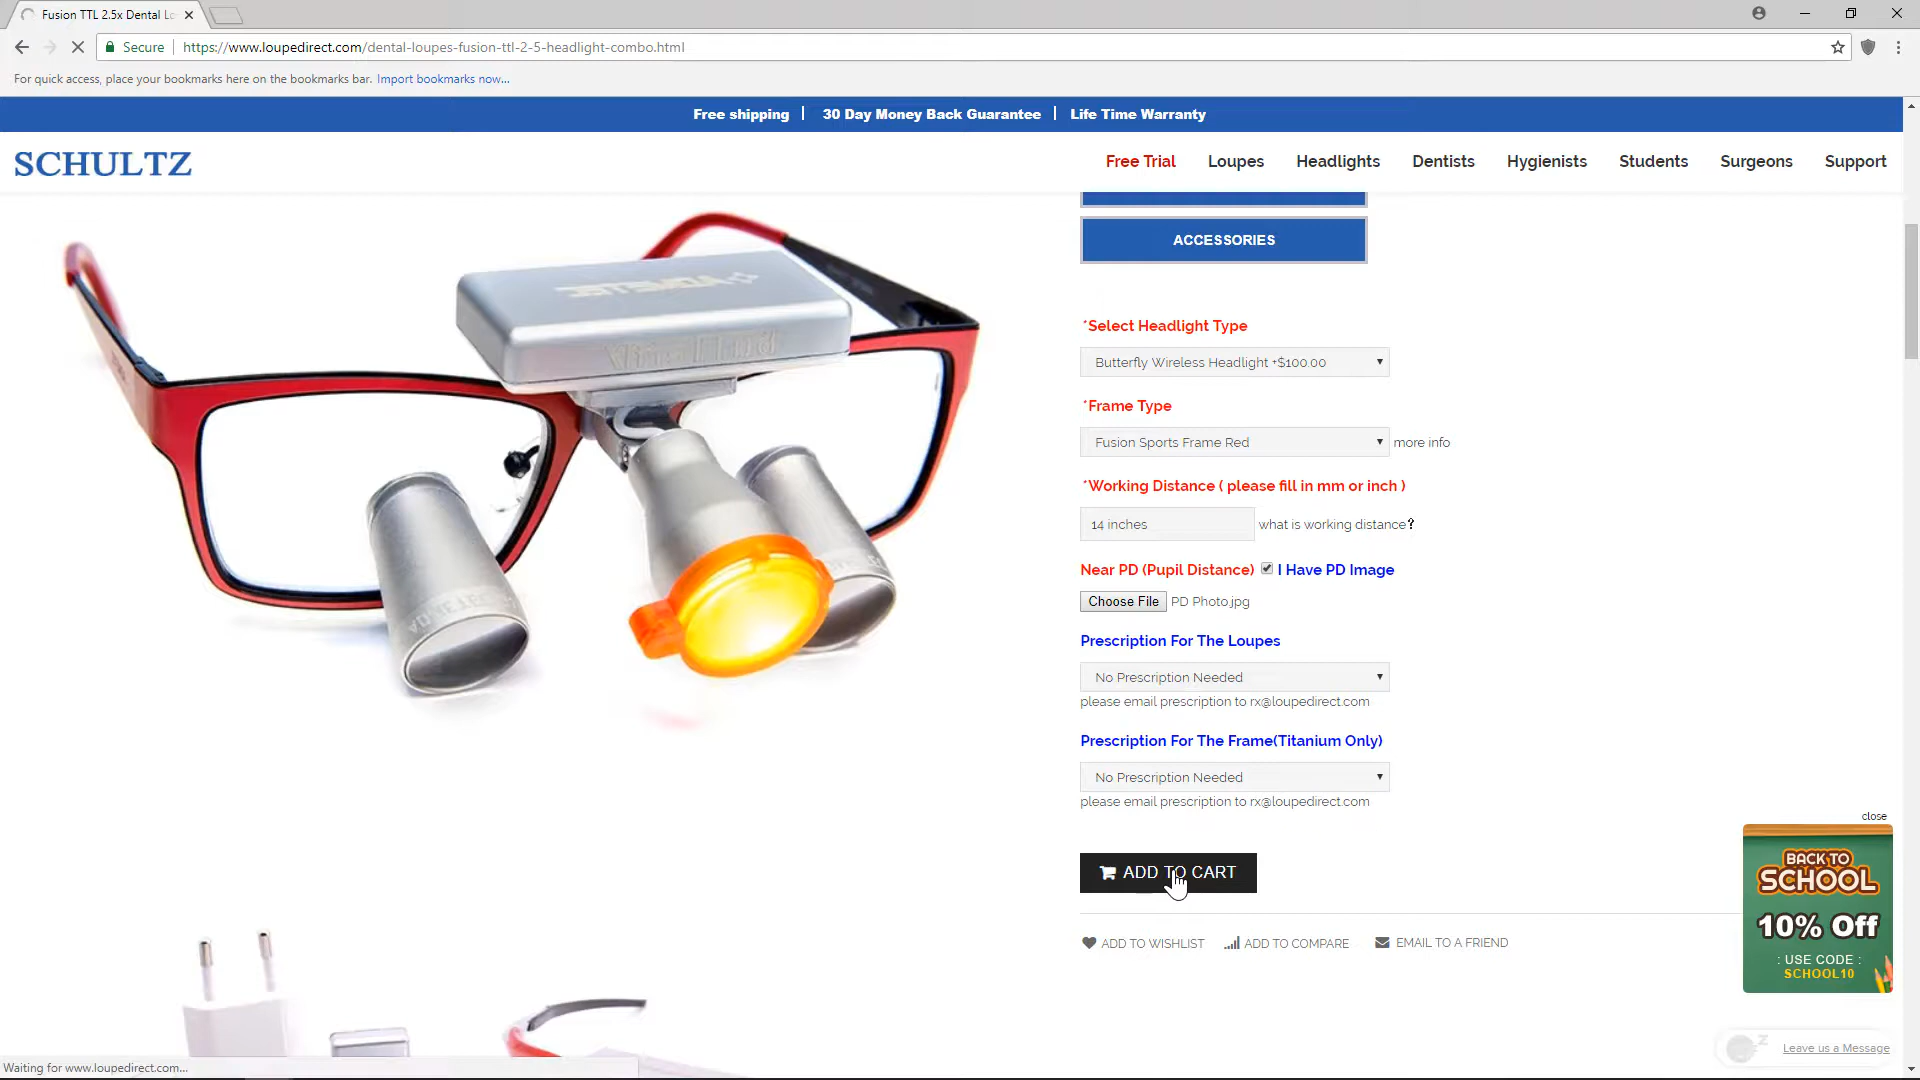 Fusion TTL 2.5x Dental Lo
Secure
https://www.loupedirect.com/dental-loupes-fusion-ttl-2-5-headlight-combo.html
For quick access, place your bookmarks here on the bookmarks bar. Import bookmarks now...
Free shipping | 30 Day Money Back Guarantee | Life Time Warranty
SCHULTZ
Free Trial Loupes Headlights Dentists Hygienists Students Surgeons Support
ACCESSORIES
*Select Headlight Type
Butterfly Wireless Headlight +$100.00
*Frame Type
Fusion Sports Frame Red
more info
*Working Distance ( please fill in mm or inch )
14 inches
what is working distance?
Near PD (Pupil Distance) I Have PD Image
Choose File PD Photo.jpg
Prescription For The Loupes
No Prescription Needed
please email prescription to rx@loupedirect.com
Prescription For The Frame(Titanium Only)
No Prescription Needed
please email prescription to rx@loupedirect.com
ADD TO CART
ADD TO WISHLIST ADD TO COMPARE EMAIL TO A FRIEND
close
BACK TO
SCHOOL
10% Off
: USE CODE :
SCHOOL10
Leave us a Message
Waiting for www.loupedirect.com...